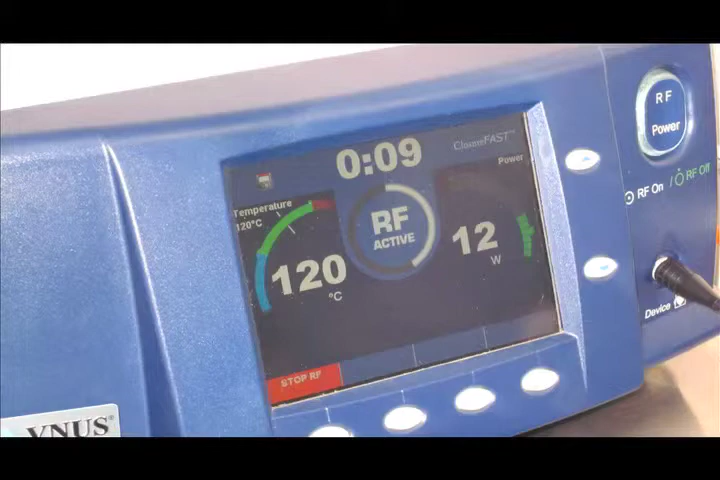 0:09
ClosureFAST™
Power
Temperature
120°C
RF
ACTIVE
120
°C
12
W
STOP RF
RF
Power
RF On / RF Off
Device
VNUS®